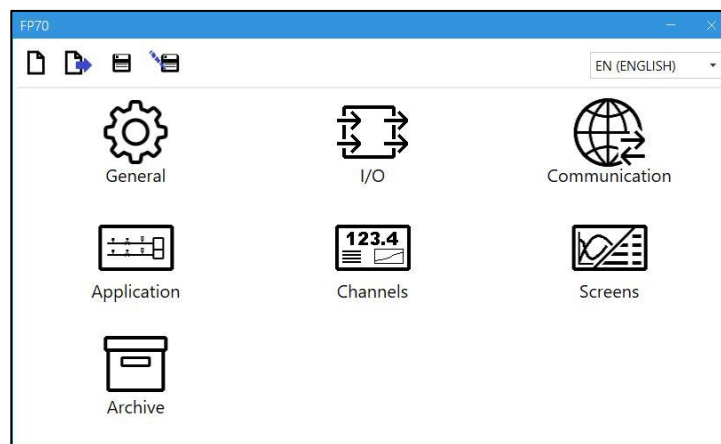 FP70
EN (ENGLISH)
General
I/O
Communication
123.4
Application
Channels
Screens
Archive